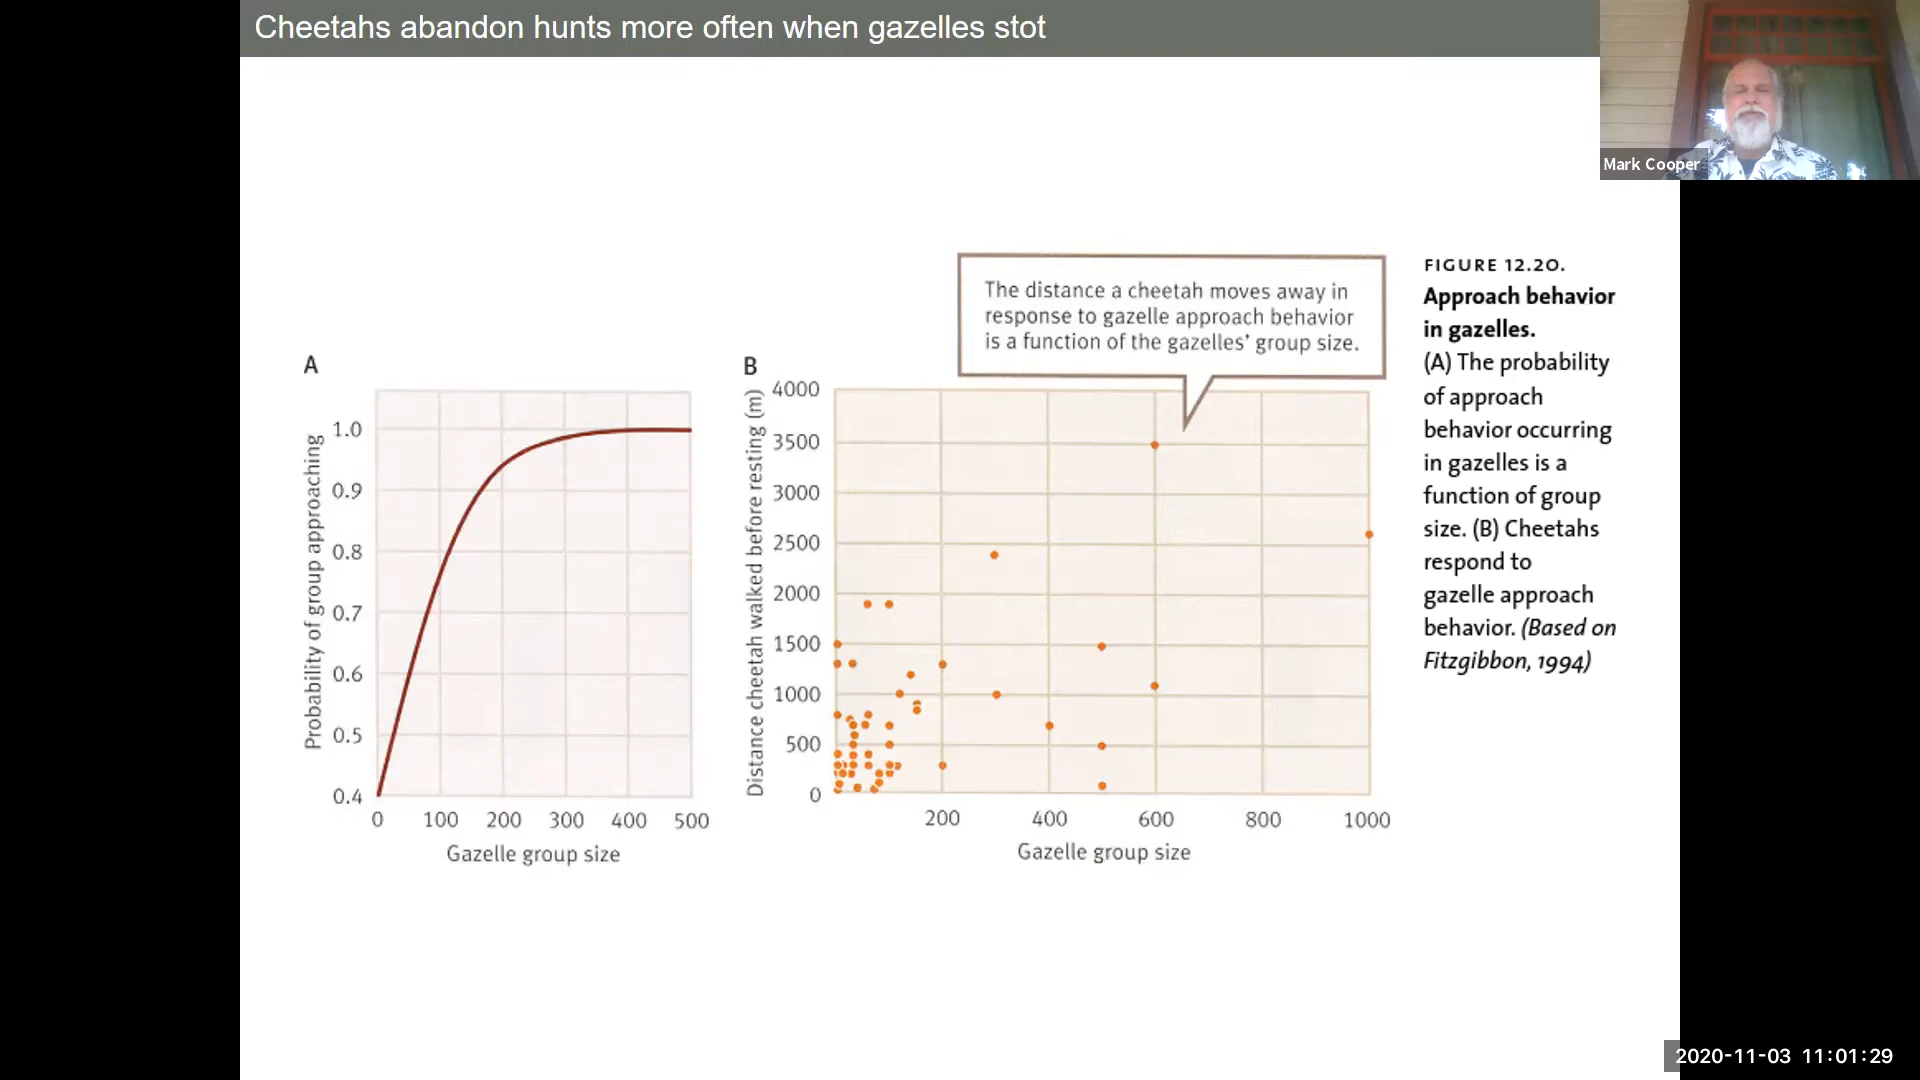 Cheetahs abandon hunts more often when gazelles stot
Mark Cooper
The distance a cheetah moves away in
response to gazelle approach behavior
is a function of the gazelles' group size.
A
Probability of group approaching
1.0
0.9
0.8
0.7
0.6
0.5
0.4
0 100 200 300 400 500
Gazelle group size
B
Distance cheetah walked before resting (m)
4000
3500
3000
2500
2000
1500
1000
500
0
200 400 600 800 1000
Gazelle group size
FIGURE 12.20.
Approach behavior
in gazelles.
(A) The probability
of approach
behavior occurring
in gazelles is a
function of group
size. (B) Cheetahs
respond to
gazelle approach
behavior. (Based on
Fitzgibbon, 1994)
2020-11-03 11:01:29